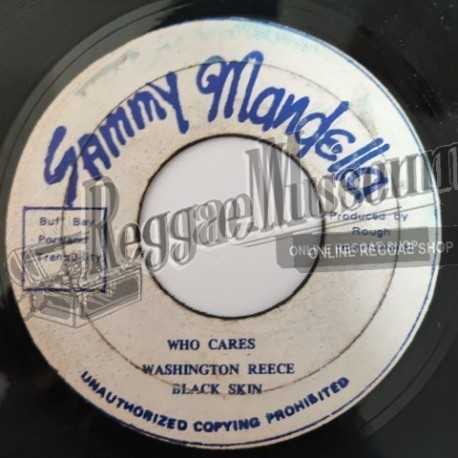 Sammy Mandella
ReggaeMuseum
ONLINE REGGAE SHOP
Buff Bay
Portland
Tranquility
Produced by
Rough
WHO CARES
WASHINGTON REECE
BLACK SKIN
UNAUTHORIZED COPYING PROHIBITED